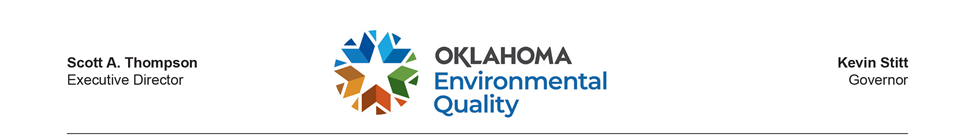 Scott A. Thompson
Executive Director
OKLAHOMA
Environmental
Quality
Kevin Stitt
Governor